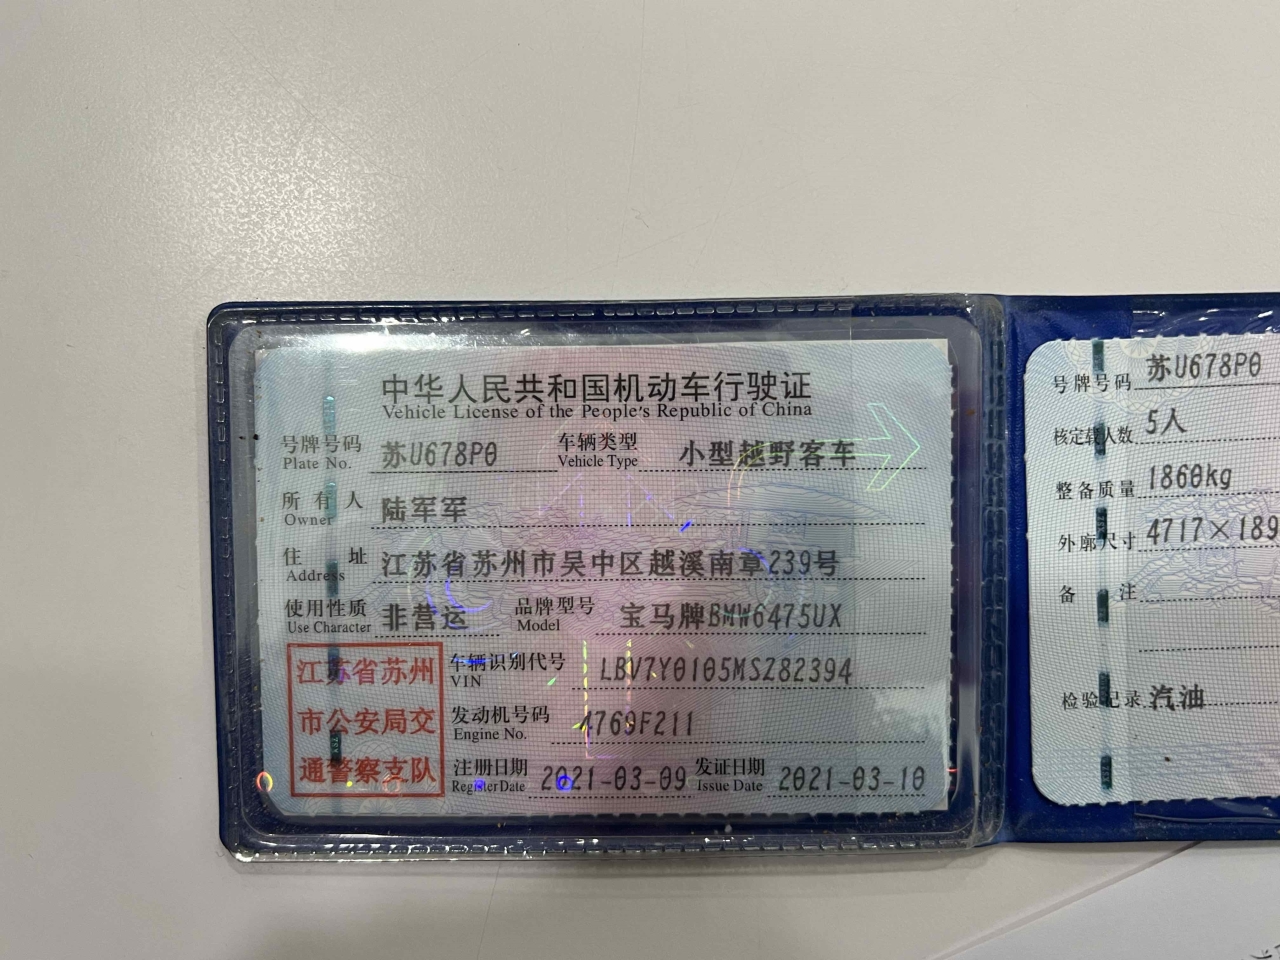 中华人民共和国机动车行驶证
Vehicle License of the People's Republic of China
号牌号码 苏U678P0 车辆类型 小型越野客车
Plate No. Vehicle Type
所有人 陆军军
Owner
住址 江苏省苏州市吴中区越溪南章239号
Address
使用性质 非营运 品牌型号 宝马牌BMW6475UX
Use Character Model
江苏省苏州
市公安局交
通警察支队
车辆识别代号 LBV7Y0105MSZ82394
VIN
发动机号码 4769F211
Engine No.
注册日期 2021-03-09 发证日期 2021-03-10
Register Date Issue Date
号牌号码 苏U678P0
核定载人数 5人
整备质量 1860kg
外廓尺寸 4717×189
备注
检验记录 汽油